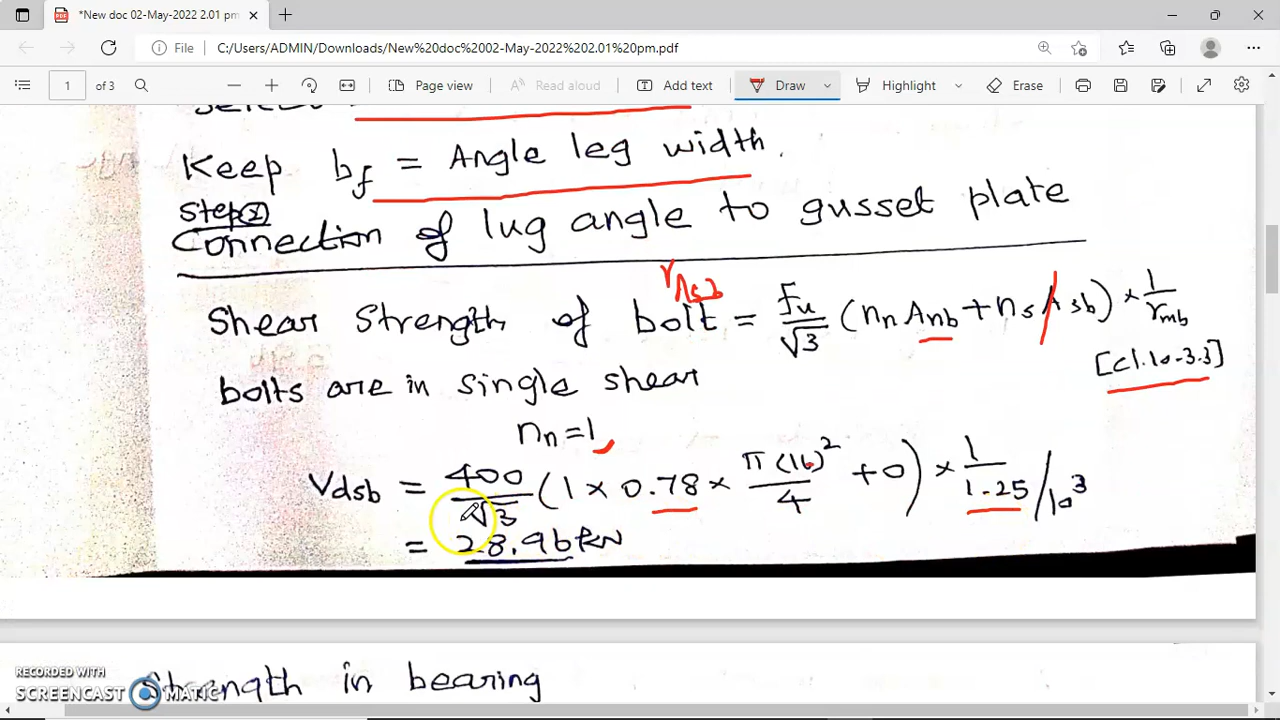 *New doc 02-May-2022 2.01 pm
File C:/Users/ADMIN/Downloads/New%20doc%2002-May-2022%202.01%20pm.pdf
1 of 3 Page view Read aloud Add text Draw Highlight Erase
Keep bf = Angle leg width.
Step(2)
Connection of lug angle to gusset plate
Vdsb
Shear strength of bolt = fu/√3 (nn Anb + ns Asb) × 1/rmb
[cl.10.3.3]
bolts are in single shear
nn = 1
Vdsb = 400/√3 (1 × 0.78 × π(16)²/4 + 0) × 1/1.25 /10³
= 28.96 kN
Strength in bearing
RECORDED WITH
SCREENCAST MATIC